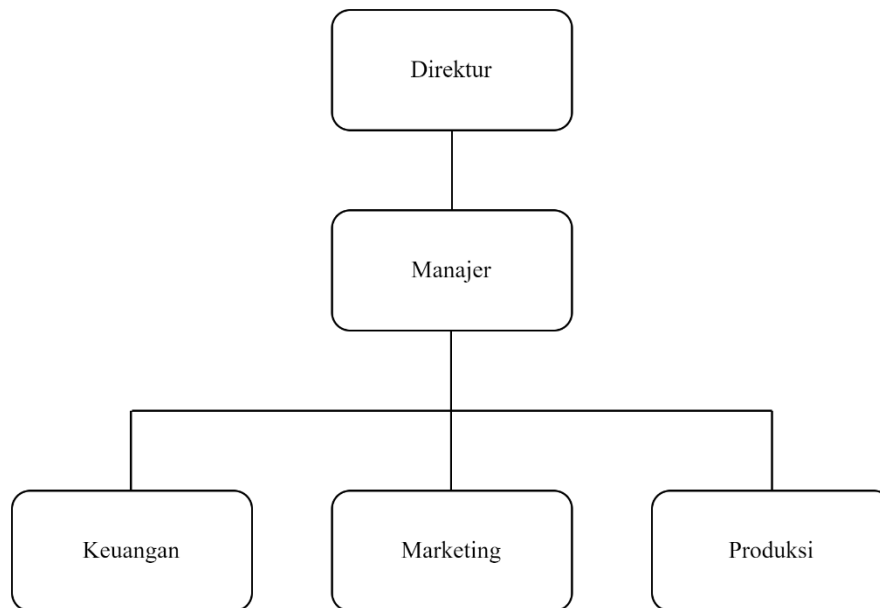 Direktur
Manajer
Keuangan
Marketing
Produksi